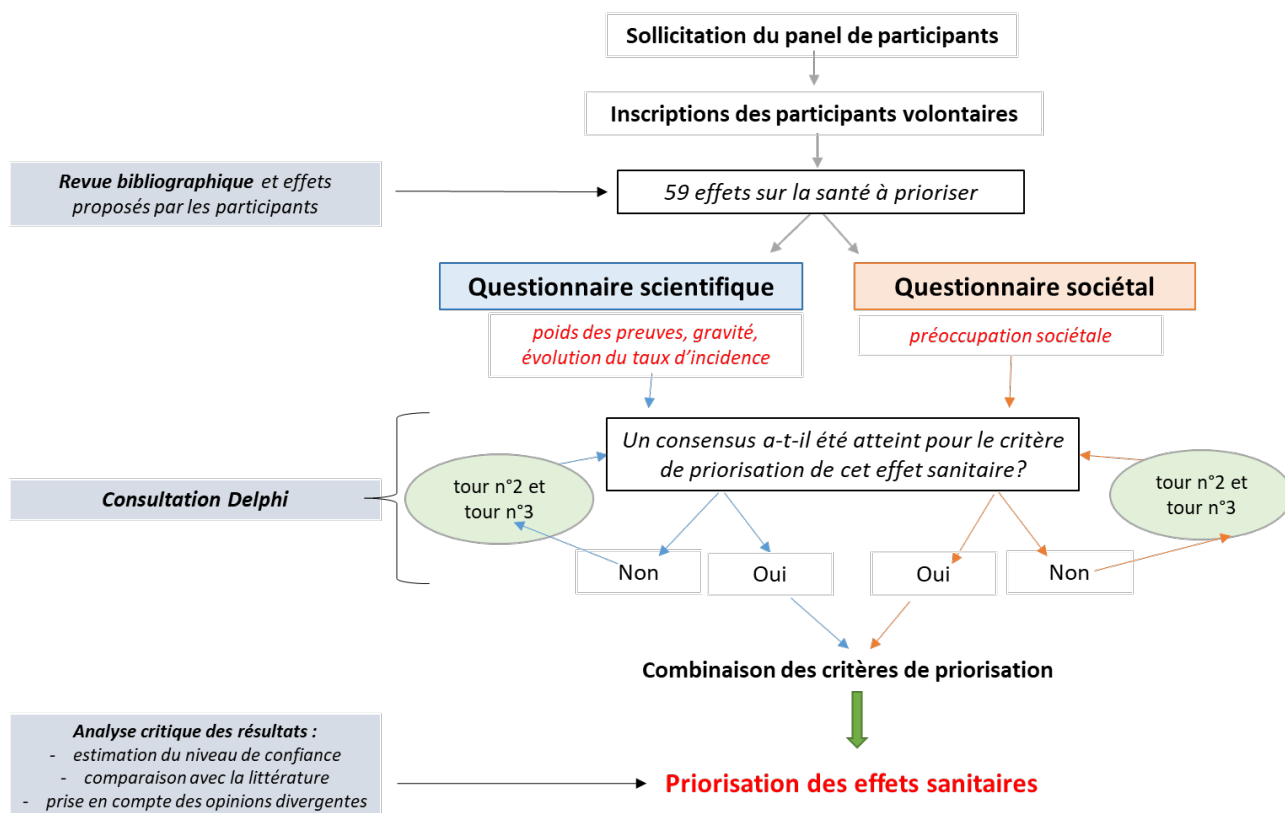 Sollicitation du panel de participants
Inscriptions des participants volontaires
Revue bibliographique et effets
proposés par les participants
59 effets sur la santé à prioriser
Questionnaire scientifique
Questionnaire sociétal
poids des preuves, gravité,
évolution du taux d'incidence
préoccupation sociétale
Un consensus a-t-il été atteint pour le critère
de priorisation de cet effet sanitaire?
Consultation Delphi
tour n°2 et
tour n°3
tour n°2 et
tour n°3
Non
Oui
Oui
Non
Combinaison des critères de priorisation
Analyse critique des résultats :
- estimation du niveau de confiance
- comparaison avec la littérature
- prise en compte des opinions divergentes
Priorisation des effets sanitaires